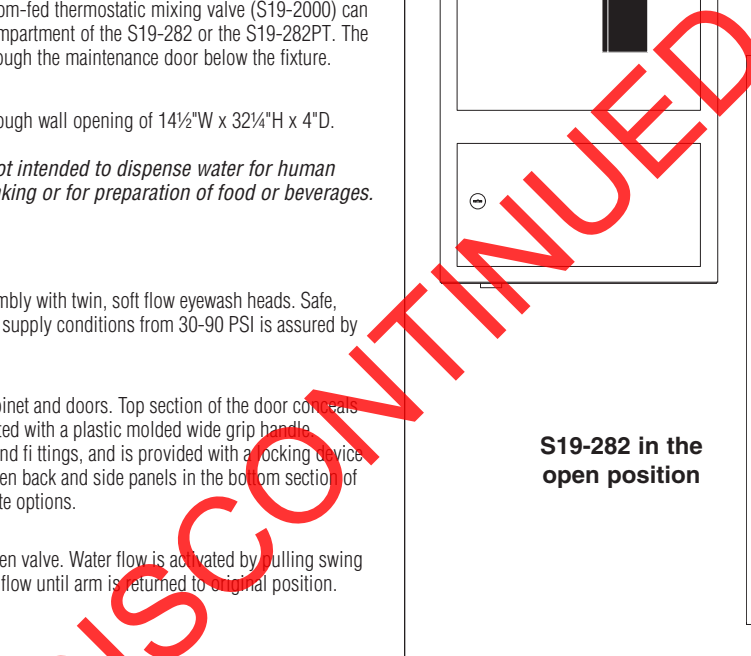 om-fed thermostatic mixing valve (S19-2000) can
mpartment of the S19-282 or the S19-282PT. The
ough the maintenance door below the fixture.
ough wall opening of 14½"W x 32¼"H x 4"D.
ot intended to dispense water for human
nking or for preparation of food or beverages.
mbly with twin, soft flow eyewash heads. Safe,
supply conditions from 30-90 PSI is assured by
binet and doors. Top section of the door conceals
ted with a plastic molded wide grip handle.
nd fi ttings, and is provided with a locking device
en back and side panels in the bottom section of
te options.
en valve. Water flow is activated by pulling swing
flow until arm is returned to original position.
S19-282 in the
open position
DISCONTINUED